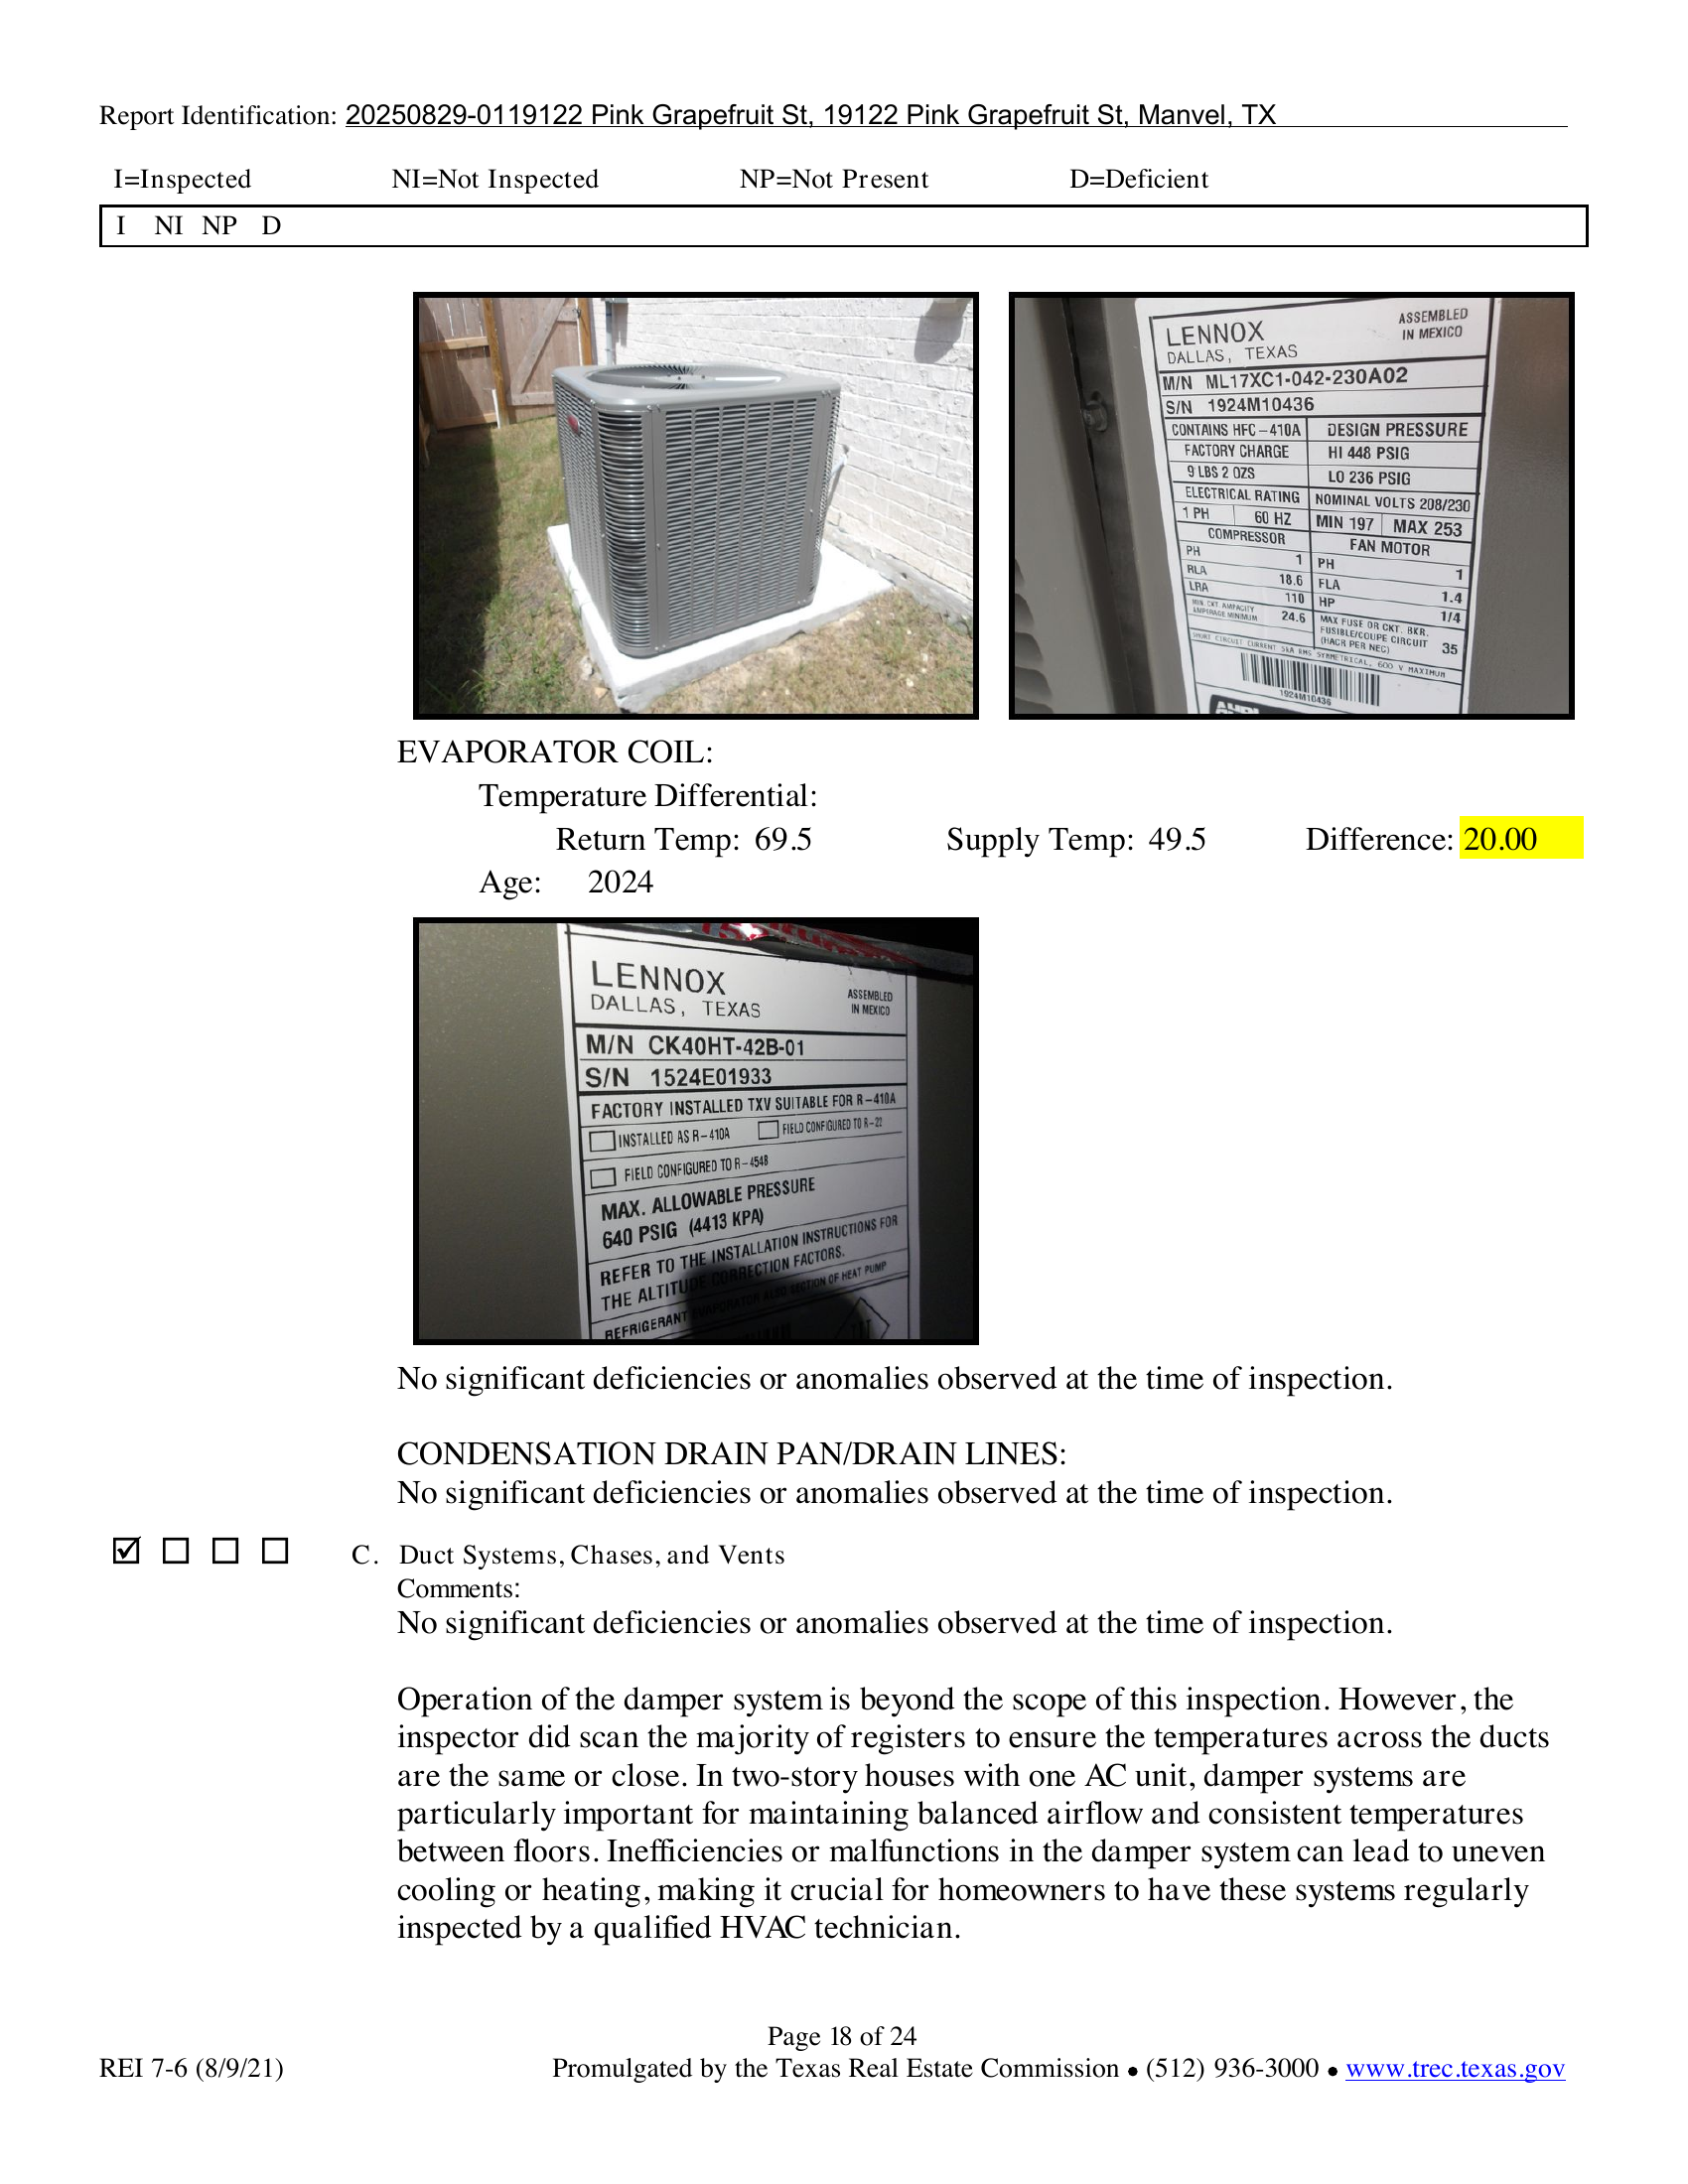 Report Identification: 20250829-0119122 Pink Grapefruit St, 19122 Pink Grapefruit St, Manvel, TX
I=Inspected NI=Not Inspected NP=Not Present D=Deficient
I NI NP D
LENNOX
DALLAS, TEXAS
ASSEMBLED
IN MEXICO
M/N ML17XC1-042-230A02
S/N 1924M10436
CONTAINS HFC-410A DESIGN PRESSURE
FACTORY CHARGE HI 448 PSIG
9 LBS 2 OZS LO 236 PSIG
ELECTRICAL RATING NOMINAL VOLTS 208/230
1 PH 60 HZ MIN 197 MAX 253
COMPRESSOR FAN MOTOR
PH 1 PH 1
RLA 18.6 FLA 1.4
LRA 110 HP 1/4
MIN. CKT. AMPACITY
AMPERAGE MINIMUM 24.6
MAX FUSE OR CKT. BKR.
FUSIBLE/COUPE CIRCUIT
(HACR PER NEC) 35
SHORT CIRCUIT CURRENT 5kA RMS SYMMETRICAL, 600 V MAXIMUM
1924M10436
EVAPORATOR COIL:
Temperature Differential:
Return Temp: 69.5 Supply Temp: 49.5 Difference: 20.00
Age: 2024
LENNOX
DALLAS, TEXAS
ASSEMBLED
IN MEXICO
M/N CK40HT-42B-01
S/N 1524E01933
FACTORY INSTALLED TXV SUITABLE FOR R-410A
INSTALLED AS R-410A FIELD CONFIGURED TO R-22
FIELD CONFIGURED TO R-454B
MAX. ALLOWABLE PRESSURE
640 PSIG (4413 KPA)
REFER TO THE INSTALLATION INSTRUCTIONS FOR
THE ALTITUDE CORRECTION FACTORS.
REFRIGERANT EVAPORATOR ALSO SECTION OF HEAT PUMP
No significant deficiencies or anomalies observed at the time of inspection.
CONDENSATION DRAIN PAN/DRAIN LINES:
No significant deficiencies or anomalies observed at the time of inspection.
C. Duct Systems, Chases, and Vents
Comments:
No significant deficiencies or anomalies observed at the time of inspection.
Operation of the damper system is beyond the scope of this inspection. However, the
inspector did scan the majority of registers to ensure the temperatures across the ducts
are the same or close. In two-story houses with one AC unit, damper systems are
particularly important for maintaining balanced airflow and consistent temperatures
between floors. Inefficiencies or malfunctions in the damper system can lead to uneven
cooling or heating, making it crucial for homeowners to have these systems regularly
inspected by a qualified HVAC technician.
Page 18 of 24
REI 7-6 (8/9/21) Promulgated by the Texas Real Estate Commission ● (512) 936-3000 ● www.trec.texas.gov